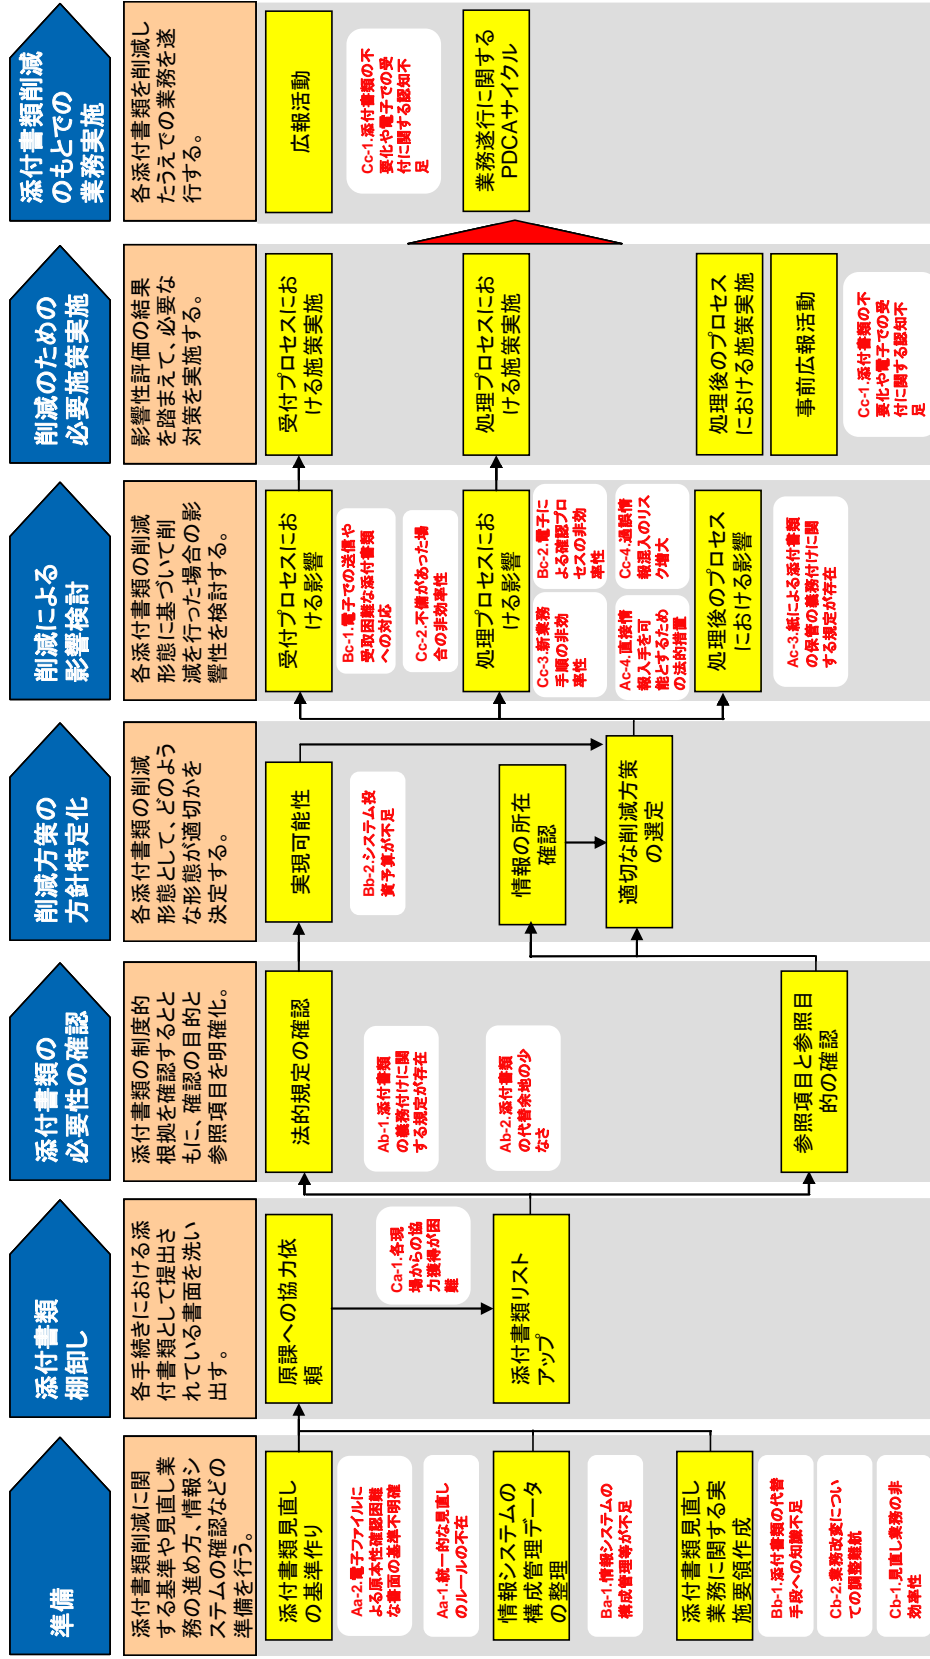 準備
添付書類削減に関
する基準や見直し業
務の進め方、情報シ
ステムの確認などの
準備を行う。
添付書類見直し
の基準作り
Aa-2.電子ファイルに
よる原本性確認困難
な書面の基準不明確
Aa-1.統一的な見直し
のルールの不在
情報システムの
構成管理データ
の整理
Ba-1.情報システムの
構成管理等が不足
添付書類見直し
業務に関する実
施要領作成
Bb-1.添付書類の代替
手段への知識不足
Cb-2.業務改変につい
ての調整難航
Cb-1.見直し業務の非
効率性
添付書類
棚卸し
各手続きにおける添
付書類として提出さ
れている書面を洗い
出す。
原課への協力依
頼
Ca-1.各現
場からの協
力獲得が困
難
添付書類リスト
アップ
添付書類の
必要性の確認
添付書類の制度的
根拠を確認するとと
もに、確認の目的と
参照項目を明確化。
法的規定の確認
Ab-1.添付書類
の義務付けに関
する規定が存在
Ab-2.添付書類
の代替余地の少
なさ
参照項目と参照目
的の確認
削減方策の
方針特定化
各添付書類の削減
形態として、どのよう
な形態が適切かを
決定する。
実現可能性
Bb-2.システム投
資予算が不足
情報の所在
確認
適切な削減方策
の選定
削減による
影響検討
各添付書類の削減
形態に基づいて削
減を行った場合の影
響性を検討する。
受付プロセスにお
ける影響
Bc-1.電子での送信や
受取困難な添付書類
への対応
Cc-2.不備があった場
合の非効率性
処理プロセスにお
ける影響
Cc-3.新業務
手順の非効
率性
Bc-2.電子に
よる確認プロ
セスの非効
率性
Ac-4.直接情
報入手を可
能とするため
の法的措置
Cc-4.過誤情
報混入のリス
ク増大
処理後のプロセス
における影響
Ac-3.紙による添付書類
の保管の義務付けに関
する規定が存在
削減のための
必要施策実施
影響性評価の結果
を踏まえて、必要な
対策を実施する。
受付プロセスにお
ける施策実施
処理プロセスにお
ける施策実施
処理後のプロセス
における施策実施
事前広報活動
Cc-1.添付書類の不
要化や電子での受
付に関する認知不
足
添付書類削減
のもとでの
業務実施
各添付書類を削減し
たうえでの業務を遂
行する。
広報活動
Cc-1.添付書類の不
要化や電子での受
付に関する認知不
足
業務遂行に関する
PDCAサイクル